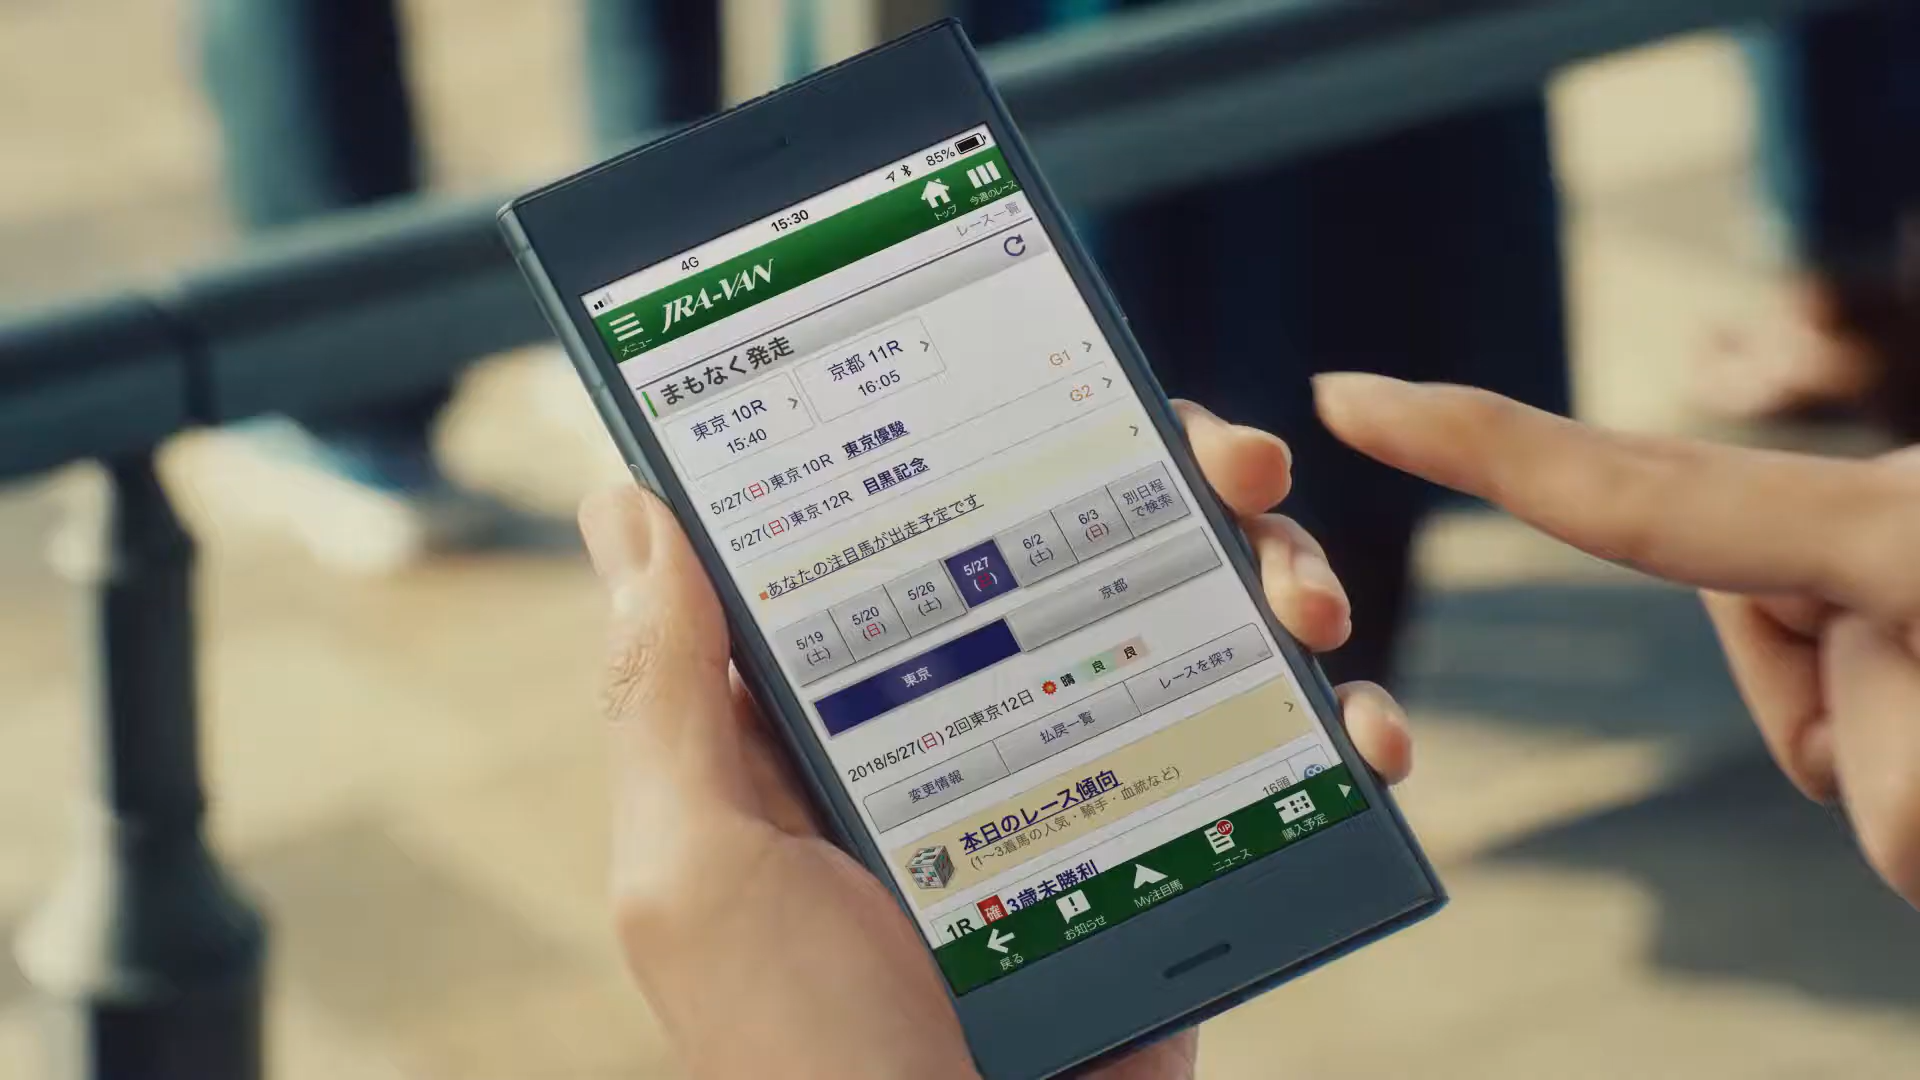 4G 15:30 85%
メニュー JRA-VAN トップ 今週のレース
レース一覧
まもなく発走
東京 10R
15:40
京都 11R
16:05
5/27(日)東京10R 東京優駿 G1
5/27(日)東京12R 目黒記念 G2
あなたの注目馬が出走予定です
5/19
(土)
5/20
(日)
5/26
(土)
5/27
(日)
6/2
(土)
6/3
(日)
別日程
で検索
東京 京都
2018/5/27(日) 2回東京12日 晴 良 良
変更情報 払戻一覧 レースを探す
本日のレース傾向
(1〜3着馬の人気・騎手・血統など)
1R 確 3歳未勝利 16頭
戻る お知らせ My注目馬 UP ニュース 購入予定